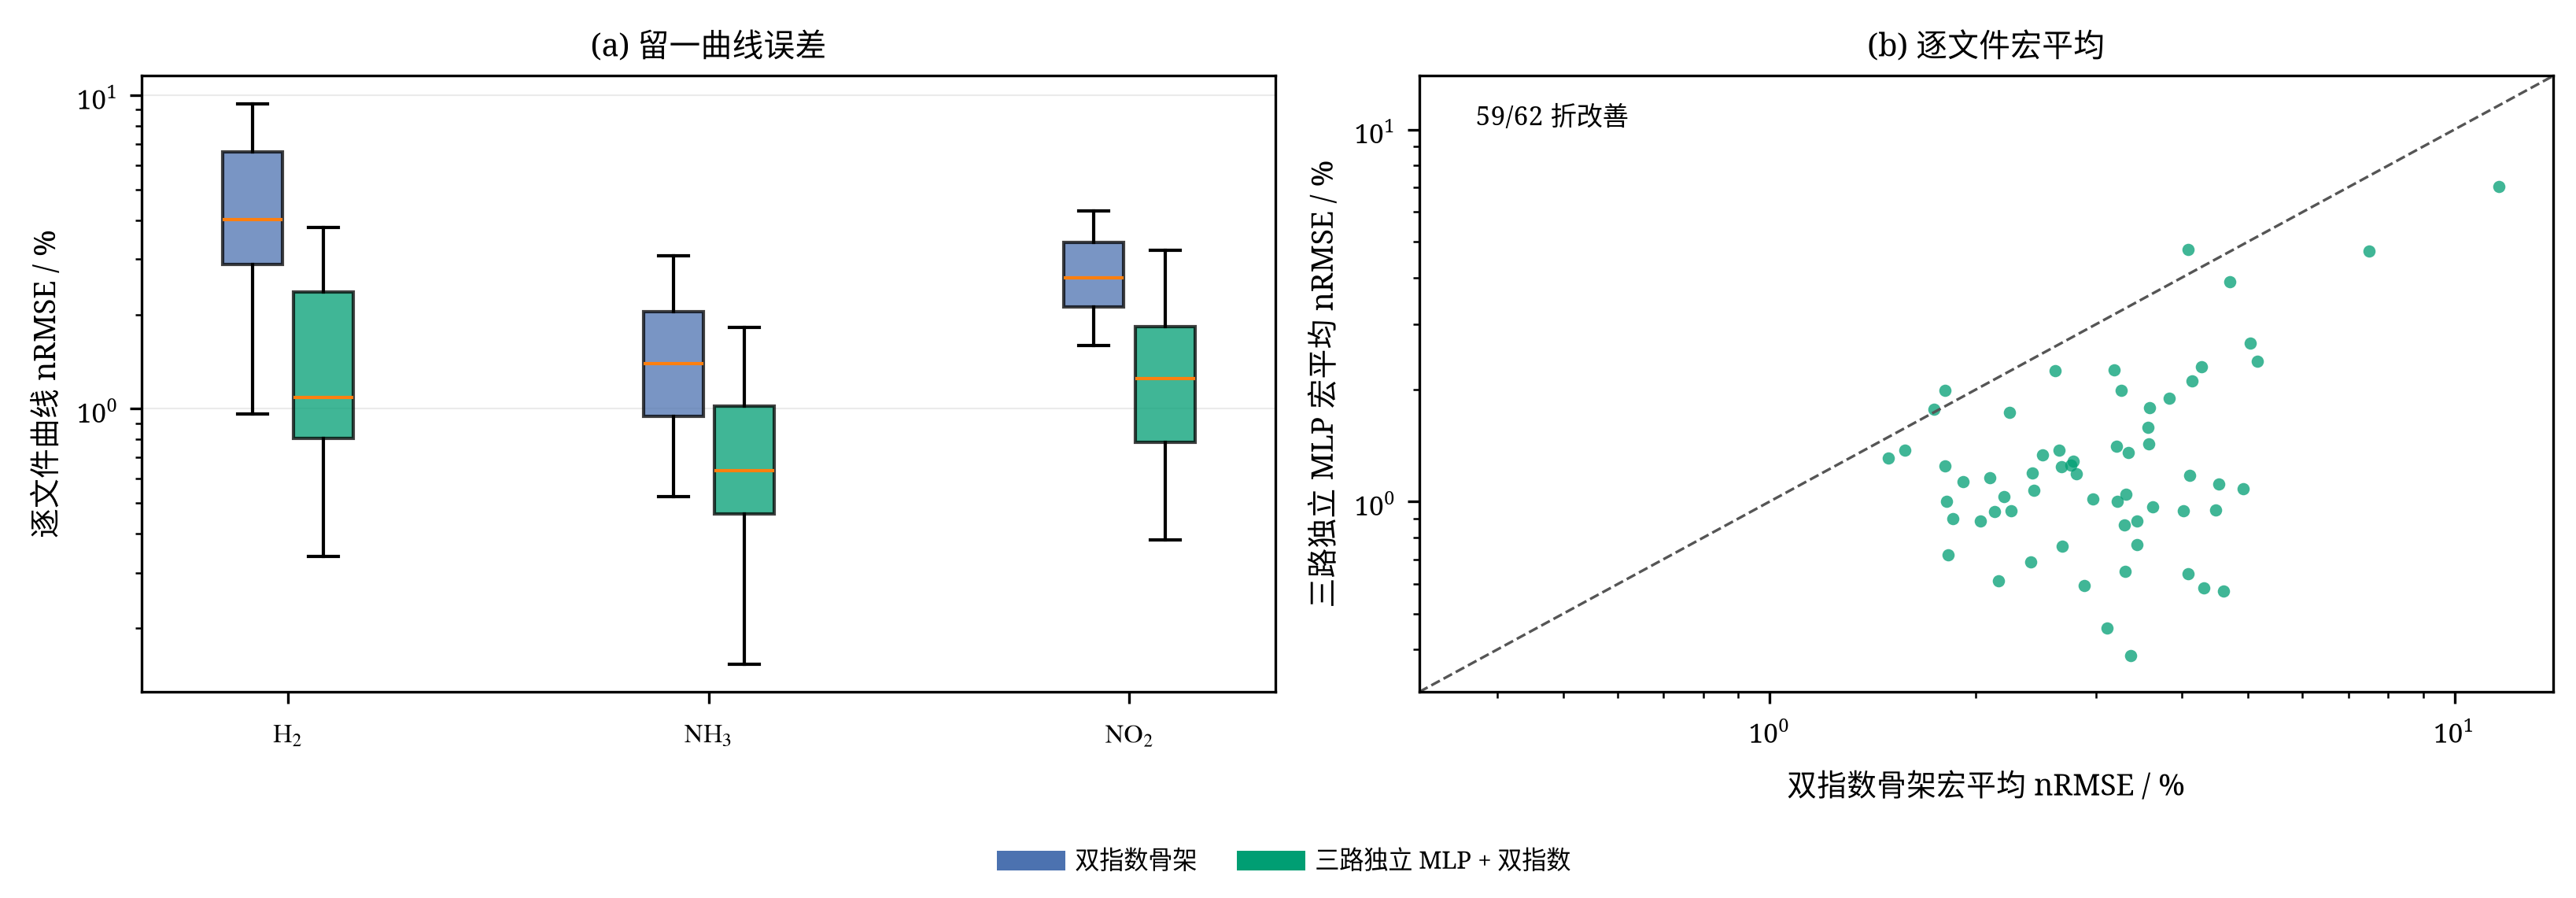 (a) 留一曲线误差
逐文件曲线 nRMSE / %
10¹
10⁰
H₂
NH₃
NO₂
(b) 逐文件宏平均
59/62 折改善
三路独立 MLP 宏平均 nRMSE / %
10¹
10⁰
10⁰
10¹
双指数骨架宏平均 nRMSE / %
双指数骨架
三路独立 MLP + 双指数